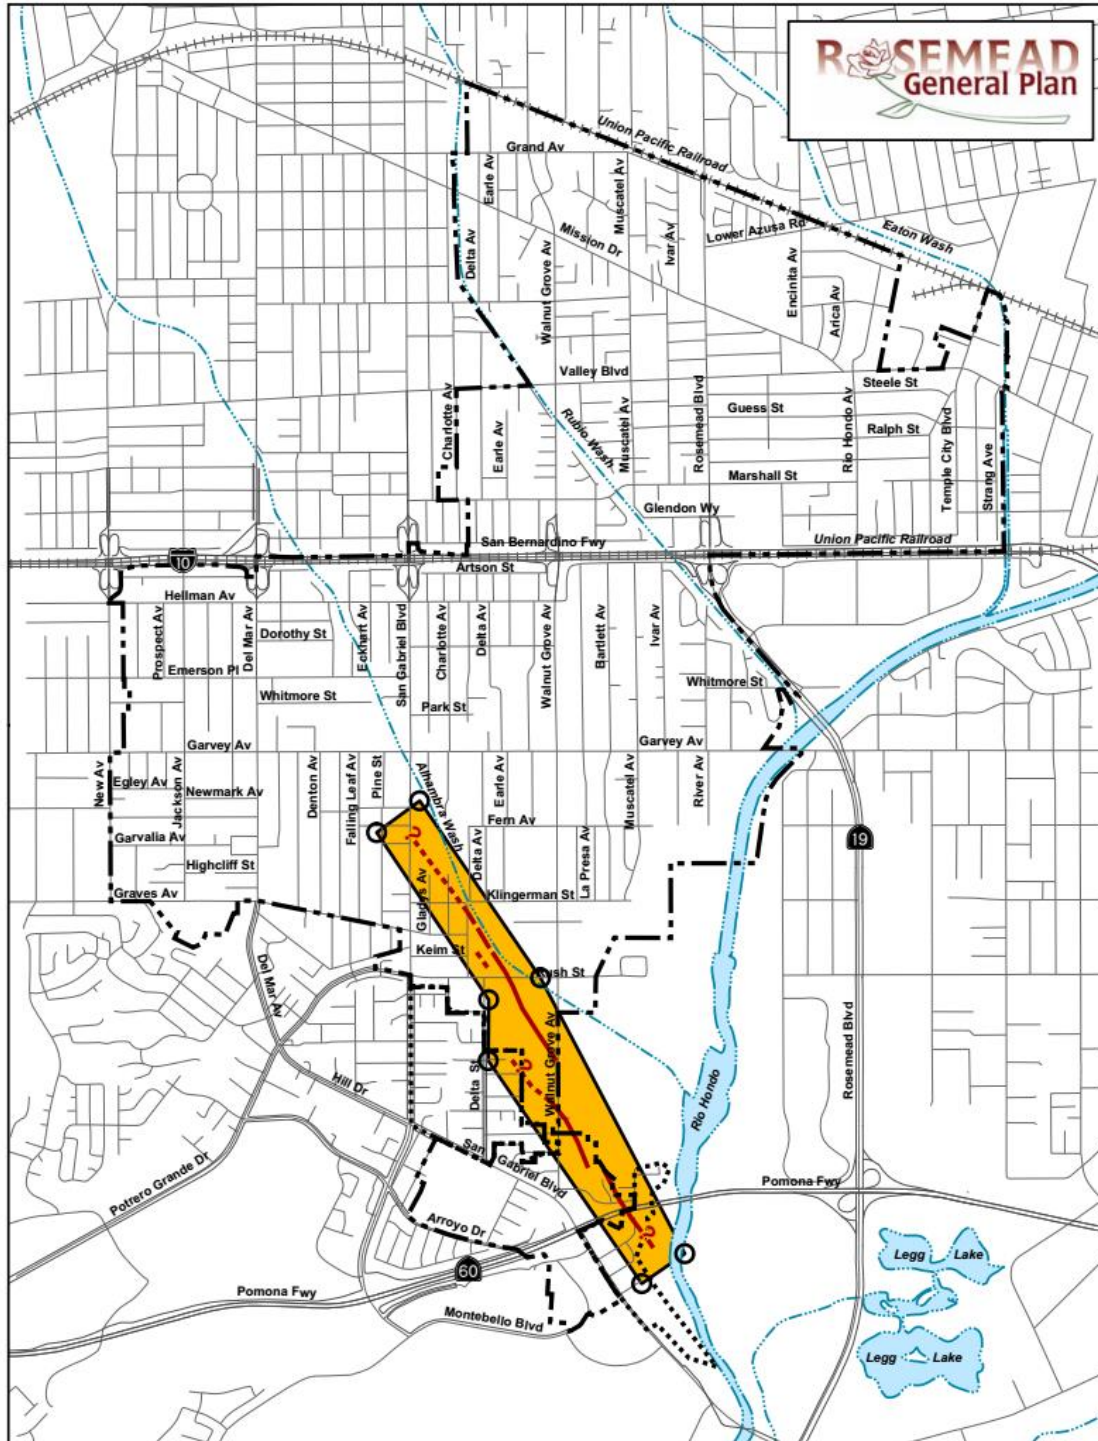 ROSEMEAD
General Plan
Union Pacific Railroad
Grand Av
Earle Av
Muscatel Av
Lower Azusa Rd
Eaton Wash
Mission Dr
Ivar Av
Delta Av
Walnut Grove Av
Encinita Av
Arica Av
Valley Blvd
Steele St
Charlotte Av
Rubio Wash
Muscatel Av
Rosemead Blvd
Guess St
Rio Hondo Av
Ralph St
Temple City Blvd
Earle Av
Marshall St
Strang Ave
Glendon Wy
San Bernardino Fwy
Union Pacific Railroad
10
Artson St
Hellman Av
Prospect Av
Del Mar Av
Dorothy St
Eckhart Av
San Gabriel Blvd
Charlotte Av
Delta Av
Walnut Grove Av
Bartlett Av
Ivar Av
Emerson Pl
Whitmore St
Whitmore St
Park St
Garvey Av
Garvey Av
New Av
Egley Av
Jackson Av
Newmark Av
Denton Av
Falling Leaf Av
Pine St
Alhambra Wash
Earle Av
Muscatel Av
River Av
Fern Av
Garvalia Av
?
Delta Av
La Presa Av
19
Highcliff St
Graves Av
Gladys Av
Klingerman St
Keim St
Del Mar Av
Rush St
Walnut Grove Av
Rosemead Blvd
?
Delta St
Hill Dr
Rio Hondo
San Gabriel Blvd
Potrero Grande Dr
Pomona Fwy
Arroyo Dr
?
60
Legg Lake
Pomona Fwy
Montebello Blvd
Legg Lake